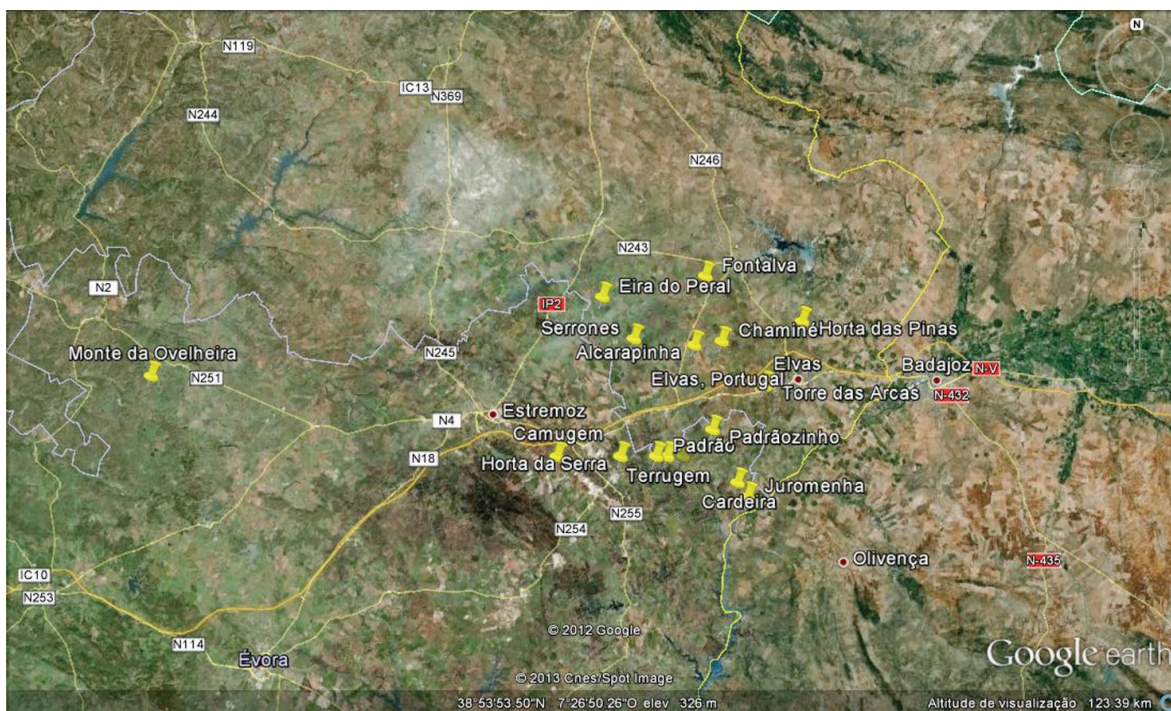 N
N119
IC13
N369
N244
N246
N243
Fontalva
N2
Eira do Peral
IP2
Serrones
Chaminé
Horta das Pinas
Alcarapinha
N245
Monte da Ovelheira
N251
Elvas, Portugal
Elvas
Badajoz
N-V
Torre das Arcas
N-432
Estremoz
N4
Camugem
Padrãozinho
Padrão
N18
Horta da Serra
Terrugem
Juromenha
Cardeira
N255
N254
Olivença
N-435
IC10
N253
© 2012 Google
N114
Évora
Google earth
© 2013 Cnes/Spot Image
38°53'53.50"N 7°26'50.26"O elev 326 m
Altitude de visualização 123.39 km